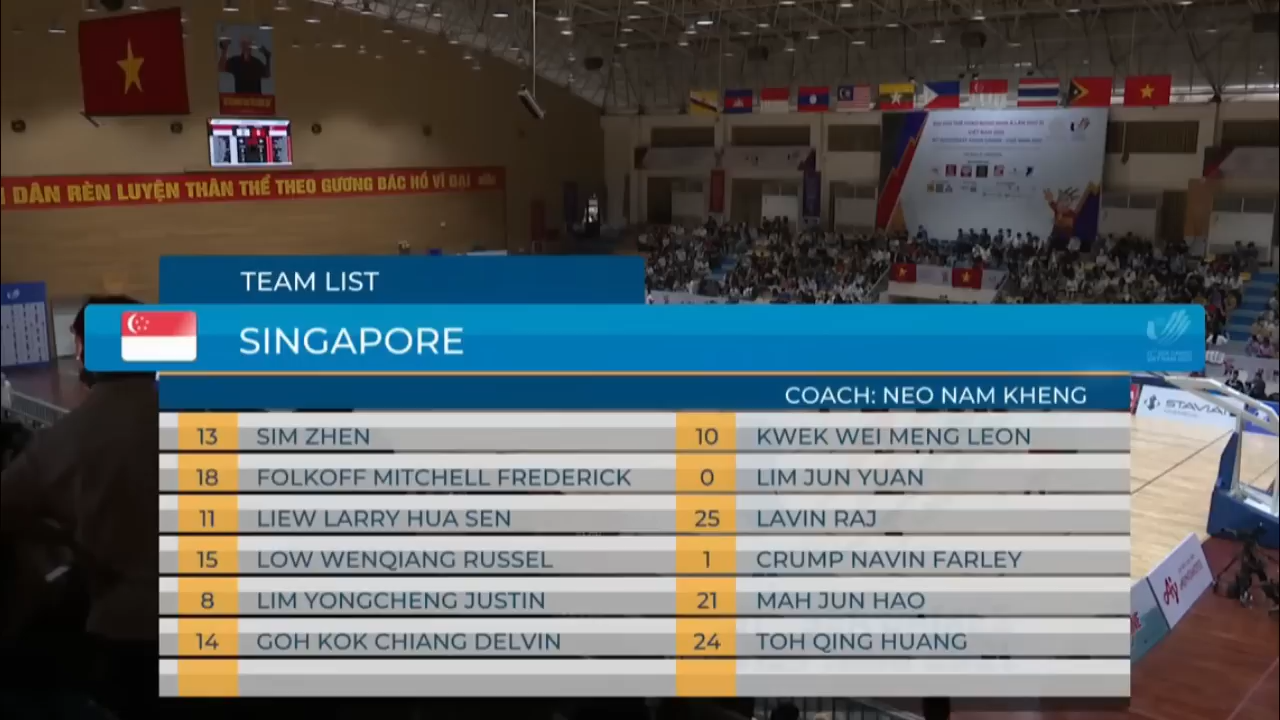 DÂN RÈN LUYỆN THÂN THỂ THEO GƯƠNG BÁC HỒ VĨ ĐẠI
TEAM LIST
SINGAPORE
COACH: NEO NAM KHENG
13 SIM ZHEN
10 KWEK WEI MENG LEON
18 FOLKOFF MITCHELL FREDERICK
0 LIM JUN YUAN
11 LIEW LARRY HUA SEN
25 LAVIN RAJ
15 LOW WENQIANG RUSSEL
1 CRUMP NAVIN FARLEY
8 LIM YONGCHENG JUSTIN
21 MAH JUN HAO
14 GOH KOK CHIANG DELVIN
24 TOH QING HUANG